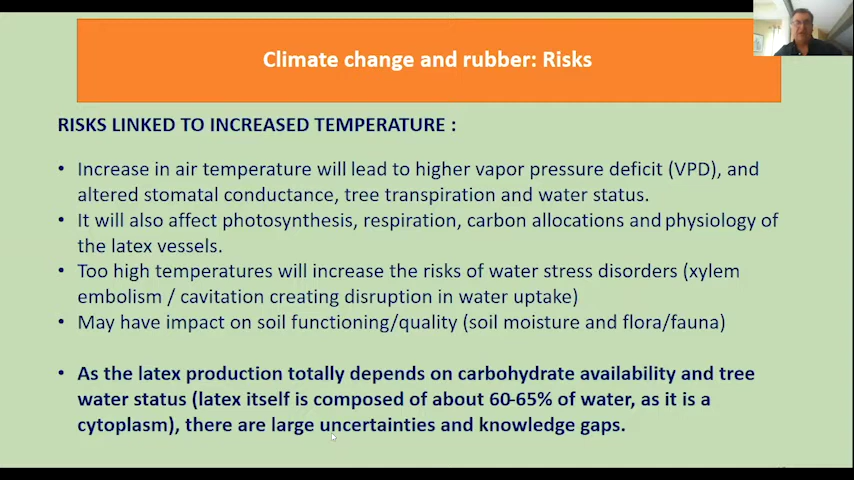 Climate change and rubber: Risks
RISKS LINKED TO INCREASED TEMPERATURE :
• Increase in air temperature will lead to higher vapor pressure deficit (VPD), and
altered stomatal conductance, tree transpiration and water status.
• It will also affect photosynthesis, respiration, carbon allocations and physiology of
the latex vessels.
• Too high temperatures will increase the risks of water stress disorders (xylem
embolism / cavitation creating disruption in water uptake)
• May have impact on soil functioning/quality (soil moisture and flora/fauna)
• As the latex production totally depends on carbohydrate availability and tree
water status (latex itself is composed of about 60-65% of water, as it is a
cytoplasm), there are large uncertainties and knowledge gaps.